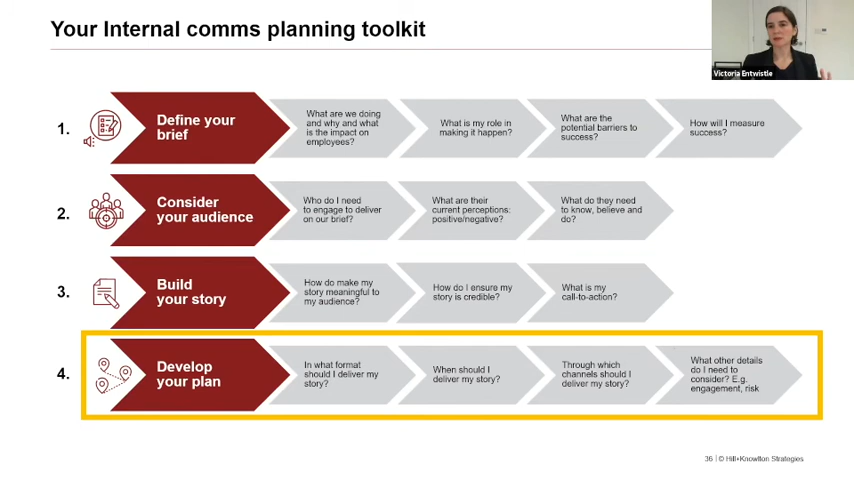 Your Internal comms planning toolkit
Victoria Entwistle
1.
Define your
brief
What are we doing
and why and what
is the impact on
employees?
What is my role in
making it happen?
What are the
potential barriers to
success?
How will I measure
success?
2.
Consider
your audience
Who do I need
to engage to deliver
on our brief?
What are their
current perceptions:
positive/negative?
What do they need
to know, believe and
do?
3.
Build
your story
How do make my
story meaningful to
my audience?
How do I ensure my
story is credible?
What is my
call-to-action?
4.
Develop
your plan
In what format
should I deliver my
story?
When should I
deliver my story?
Through which
channels should I
deliver my story?
What other details
do I need to
consider? E.g.
engagement, risk
36 | © Hill+Knowlton Strategies